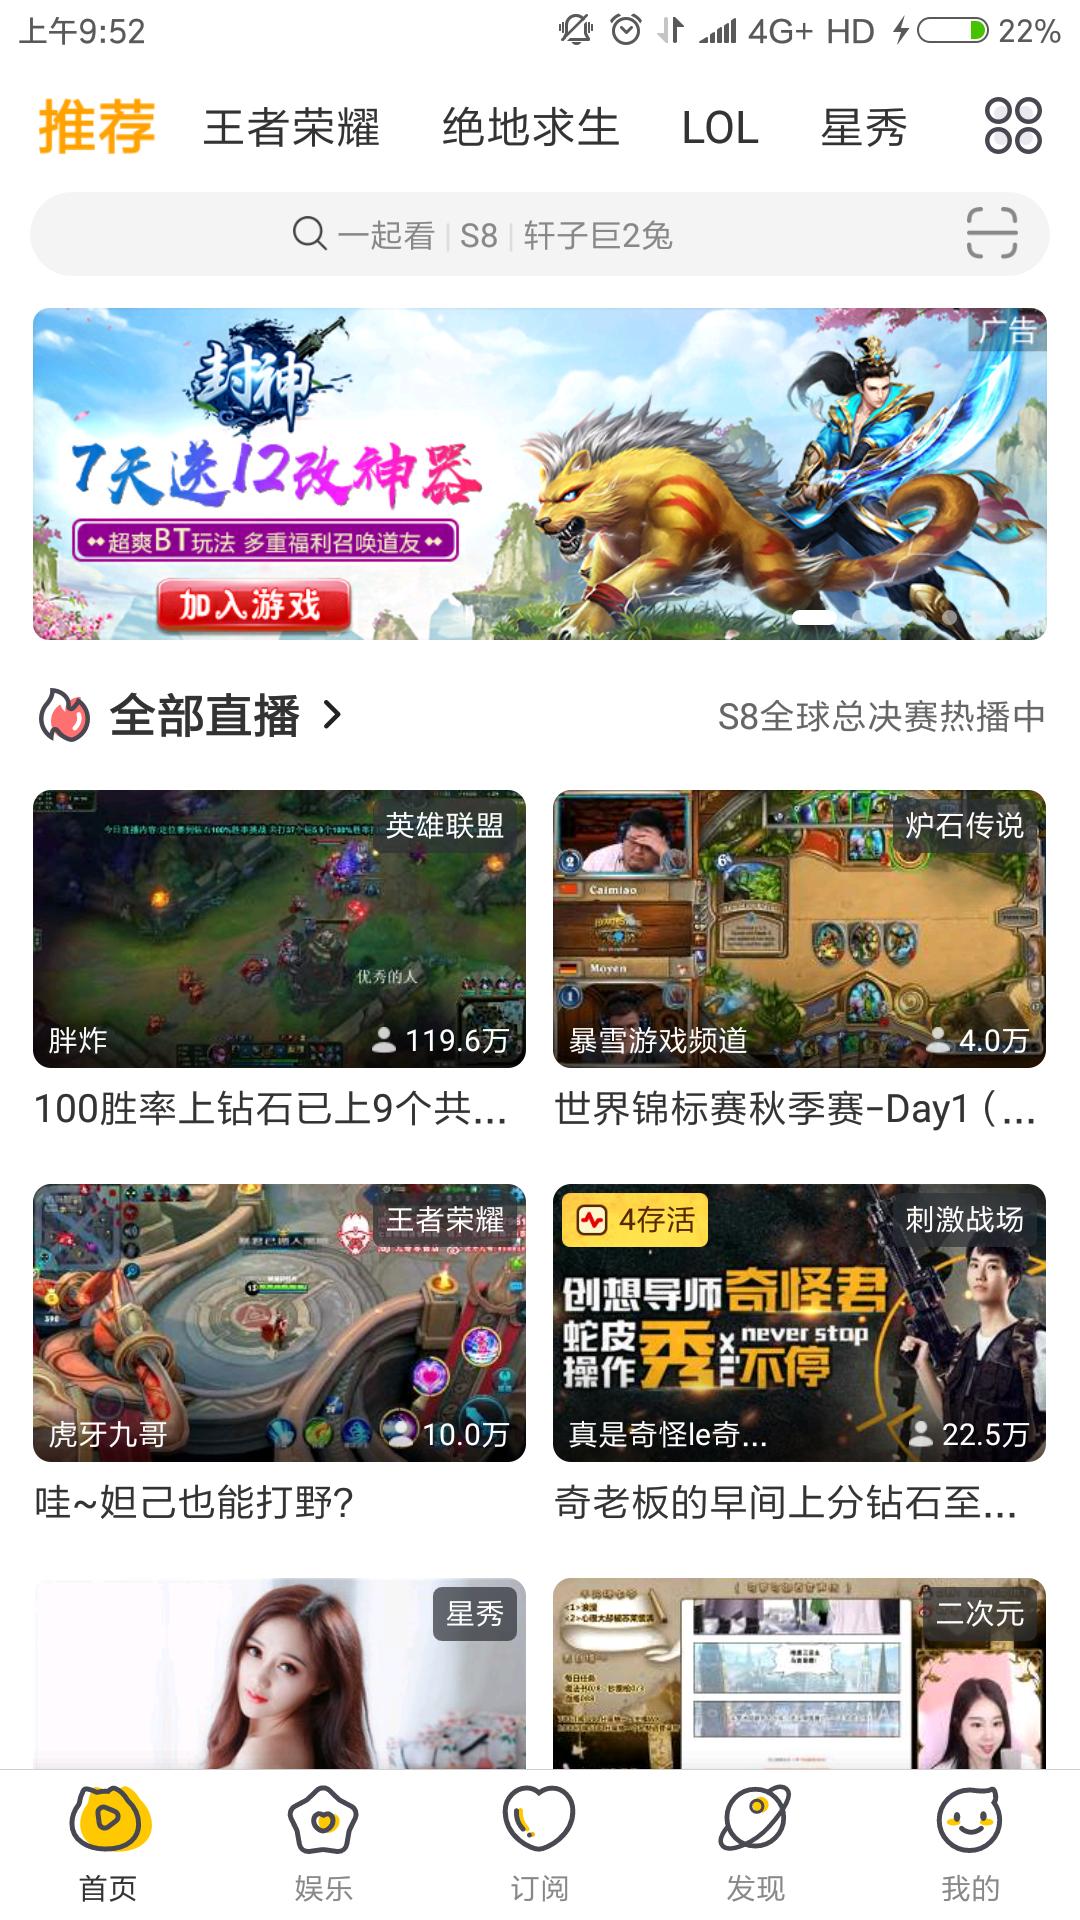 上午9:52
4G+ HD 22%
推荐 王者荣耀 绝地求生 LOL 星秀
一起看 | S8 | 轩子巨2兔
广告
封神
7天送12改神器
超爽BT玩法 多重福利召唤道友
加入游戏
全部直播
S8全球总决赛热播中
英雄联盟
优秀的人
胖炸 119.6万
100胜率上钻石已上9个共...
炉石传说
2
Caimiao
Moyen
1
6
暴雪游戏频道 4.0万
世界锦标赛秋季赛-Day1（...
王者荣耀
虎牙九哥 10.0万
哇~妲己也能打野?
4存活
刺激战场
创想导师奇怪君
蛇皮操作秀x不停
never stop
真是奇怪le奇... 22.5万
奇老板的早间上分钻石至...
星秀
二次元
每日任务
首页 娱乐 订阅 发现 我的